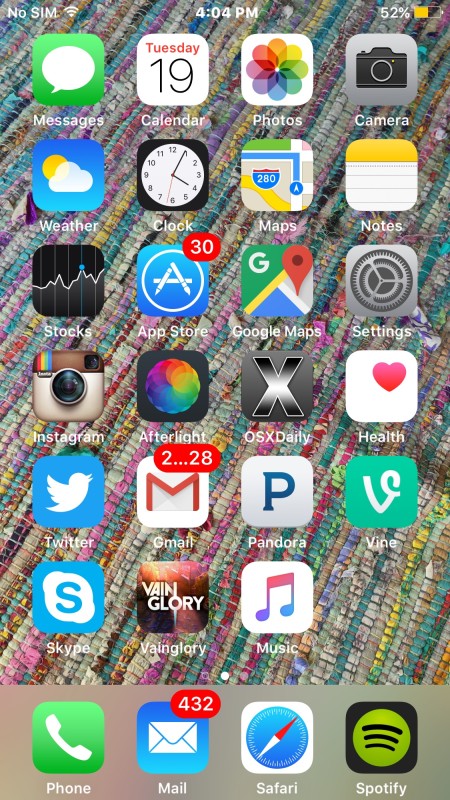 No SIM 4:04 PM 52%
Tuesday
19
G
280
Messages Calendar Photos Camera
Weather Clock Maps Notes
30
Stocks App Store Google Maps Settings
X
Instagram Afterlight OSXDaily Health
2...28
P
Twitter Gmail Pandora Vine
S
VAIN
GLORY
Skype Vainglory Music
432
Phone Mail Safari Spotify